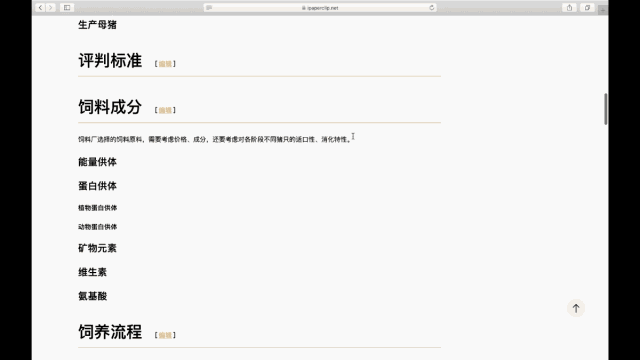 ipaperclip.net
生产母猪
评判标准 [编辑]
饲料成分 [编辑]
饲料厂选择的饲料原料，需要考虑价格、成分，还要考虑对各阶段不同猪只的适口性、消化特性。
能量供体
蛋白供体
植物蛋白供体
动物蛋白供体
矿物元素
维生素
氨基酸
饲养流程 [编辑]